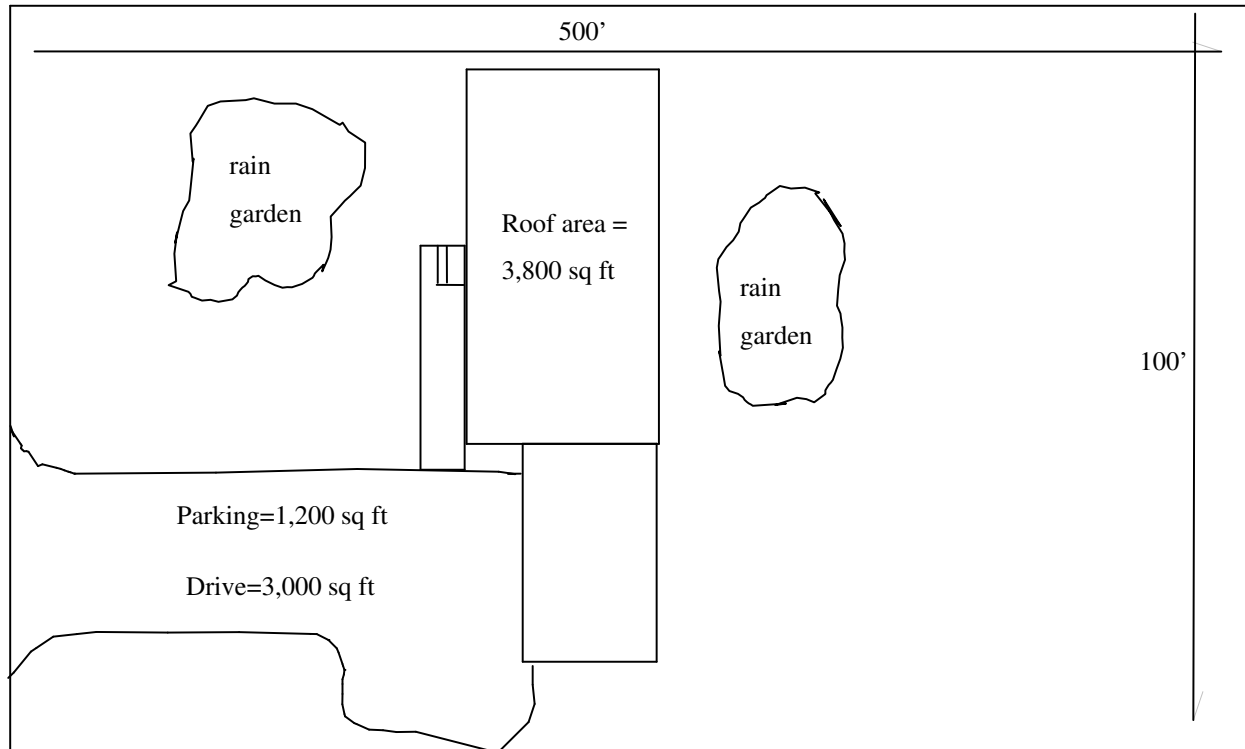 500’
rain
garden
Roof area =
3,800 sq ft
rain
garden
100’
Parking=1,200 sq ft
Drive=3,000 sq ft